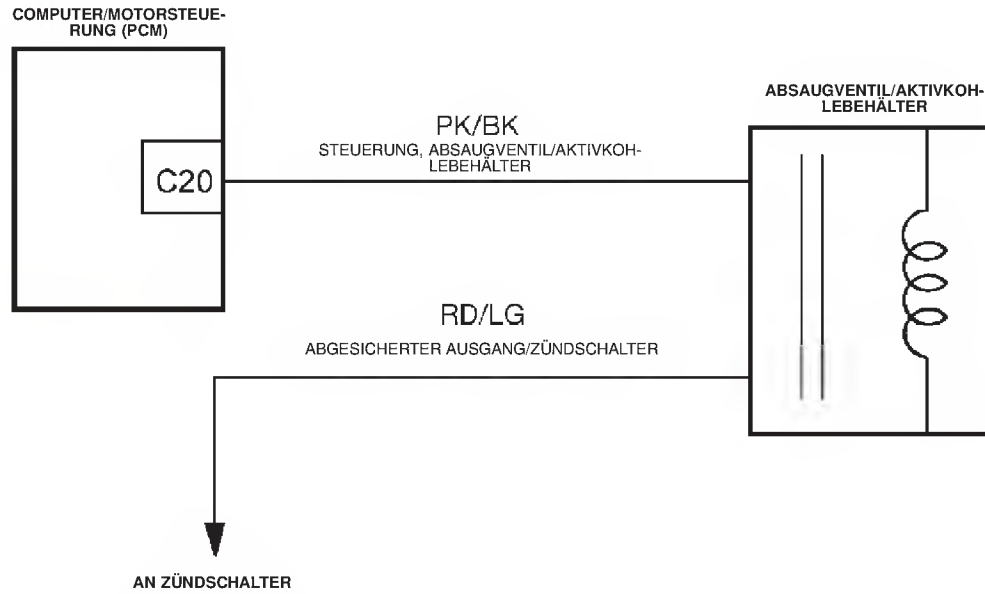 COMPUTER/MOTORSTEUE-
RUNG (PCM)
ABSAUGVENTIL/AKTIVKOH-
LEBEHÄLTER
PK/BK
STEUERUNG, ABSAUGVENTIL/AKTIVKOH-
LEBEHÄLTER
C20
RD/LG
ABGESICHERTER AUSGANG/ZÜNDSCHALTER
AN ZÜNDSCHALTER